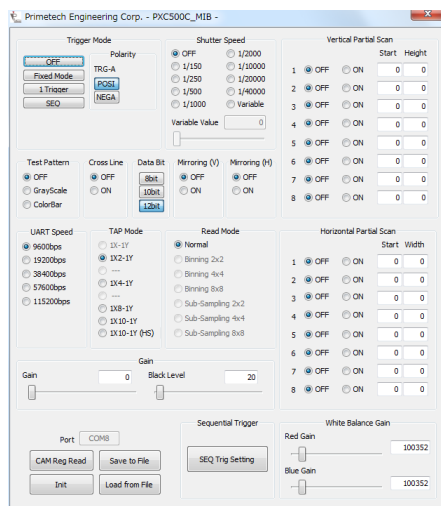 Primetech Engineering Corp. - PXC500C_MIB -
Trigger Mode
OFF
Fixed Mode
1 Trigger
SEQ
Polarity
TRG-A
POSI
NEGA
Shutter Speed
OFF 1/2000
1/150 1/10000
1/250 1/20000
1/500 1/40000
1/1000 Variable
Variable Value 0
Vertical Partial Scan
Start Height
1 OFF ON 0 0
2 OFF ON 0 0
3 OFF ON 0 0
4 OFF ON 0 0
5 OFF ON 0 0
6 OFF ON 0 0
7 OFF ON 0 0
8 OFF ON 0 0
Test Pattern
OFF
GrayScale
ColorBar
Cross Line
OFF
ON
Data Bit
8bit
10bit
12bit
Mirroring (V)
OFF
ON
Mirroring (H)
OFF
ON
UART Speed
9600bps
19200bps
38400bps
57600bps
115200bps
TAP Mode
1X-1Y
1X2-1Y
---
1X4-1Y
---
1X8-1Y
1X10-1Y
1X10-1Y (HS)
Read Mode
Normal
Binning 2x2
Binning 4x4
Binning 8x8
Sub-Sampling 2x2
Sub-Sampling 4x4
Sub-Sampling 8x8
Horizontal Partial Scan
Start Width
1 OFF ON 0 0
2 OFF ON 0 0
3 OFF ON 0 0
4 OFF ON 0 0
5 OFF ON 0 0
6 OFF ON 0 0
7 OFF ON 0 0
8 OFF ON 0 0
Gain
Gain 0 Black Level 20
Port COM8
CAM Reg Read Save to File
Init Load from File
Sequential Trigger
SEQ Trig Setting
White Balance Gain
Red Gain
100352
Blue Gain
100352